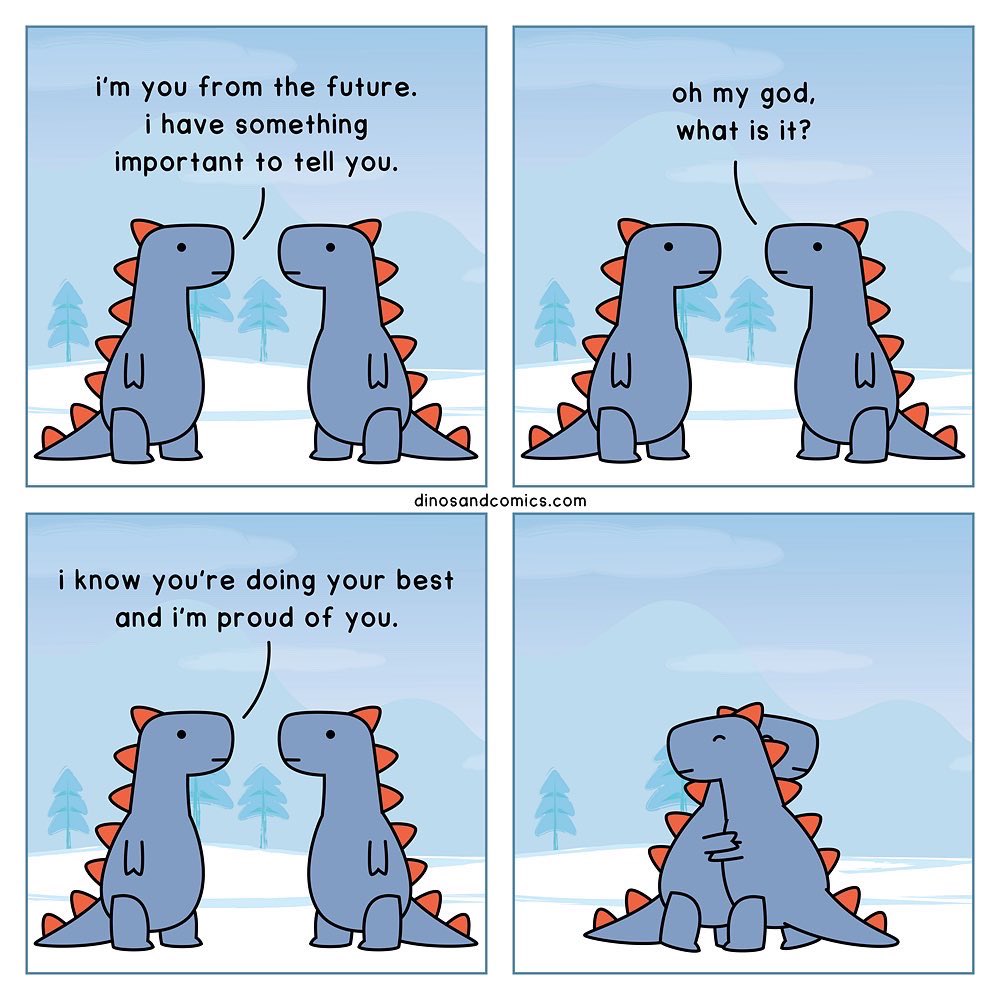 i'm you from the future.
i have something
important to tell you.
oh my god,
what is it?
dinosandcomics.com
i know you're doing your best
and i'm proud of you.